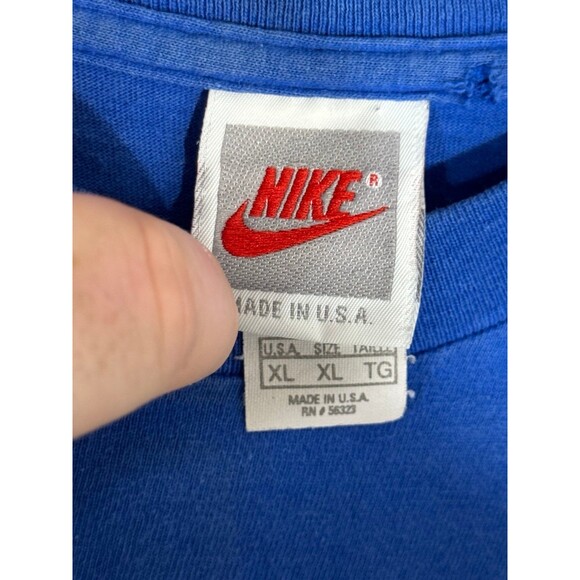 NIKE®
MADE IN U.S.A.
U.S.A. SIZE TAILLE
XL XL TG
MADE IN U.S.A.
RN # 56323